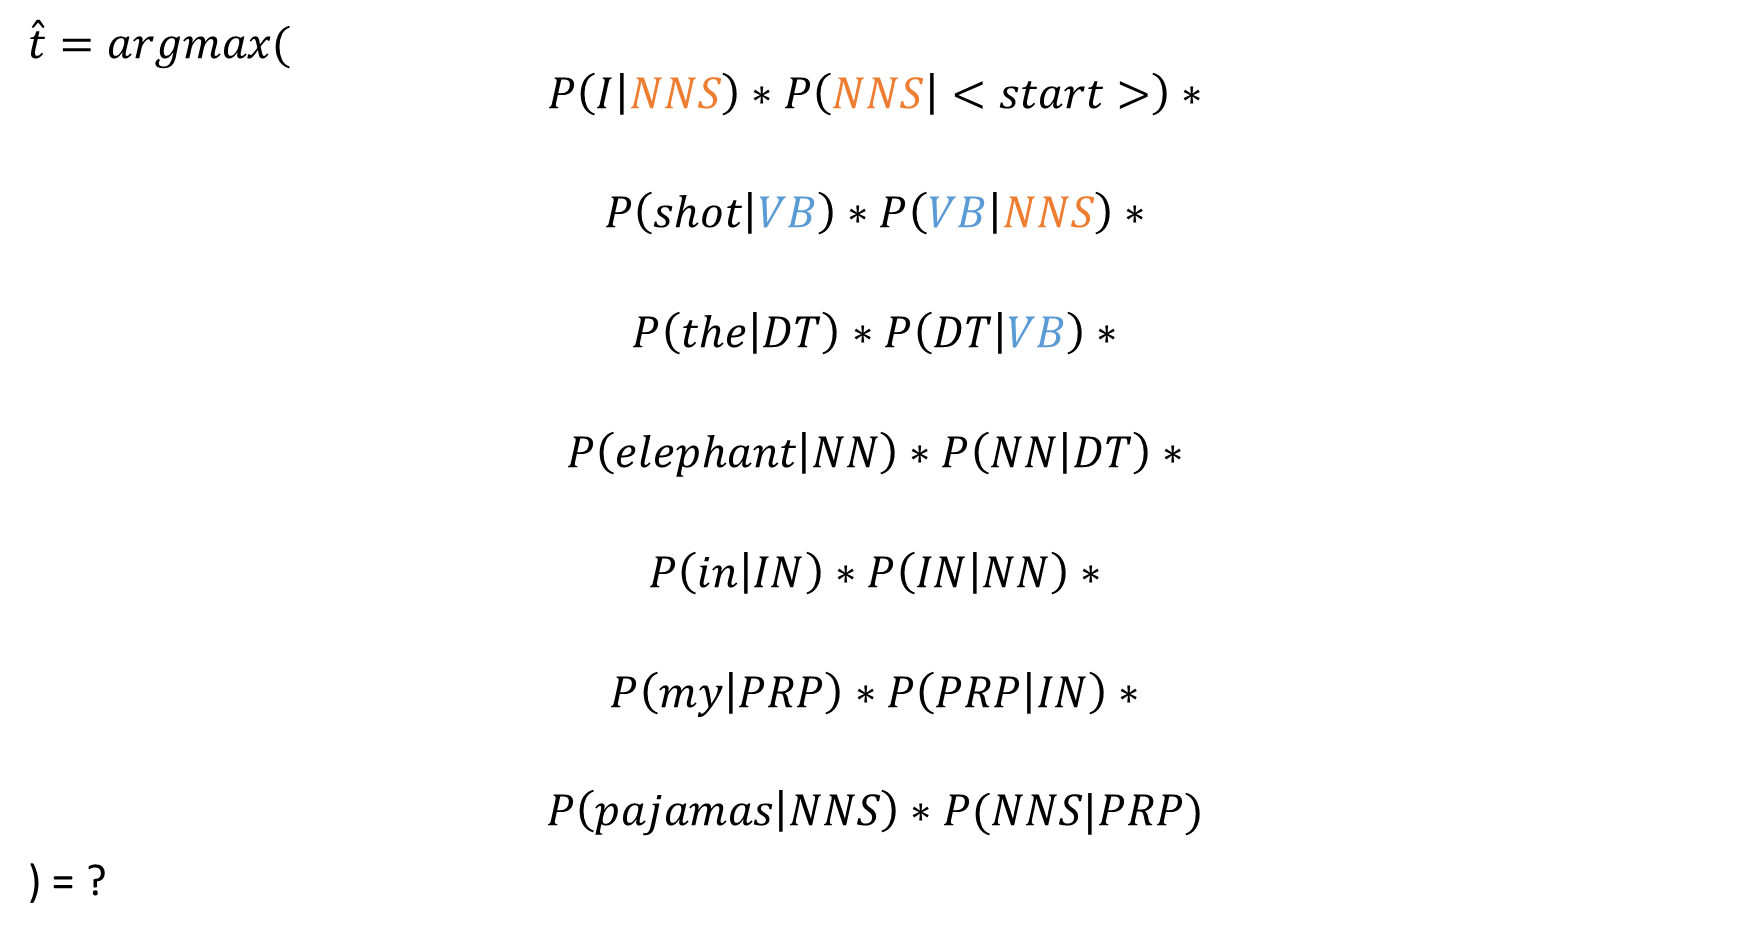 t̂ = argmax(
P(I|NNS) ∗ P(NNS| < start >) ∗
P(shot|VB) ∗ P(VB|NNS) ∗
P(the|DT) ∗ P(DT|VB) ∗
P(elephant|NN) ∗ P(NN|DT) ∗
P(in|IN) ∗ P(IN|NN) ∗
P(my|PRP) ∗ P(PRP|IN) ∗
P(pajamas|NNS) ∗ P(NNS|PRP)
) = ?